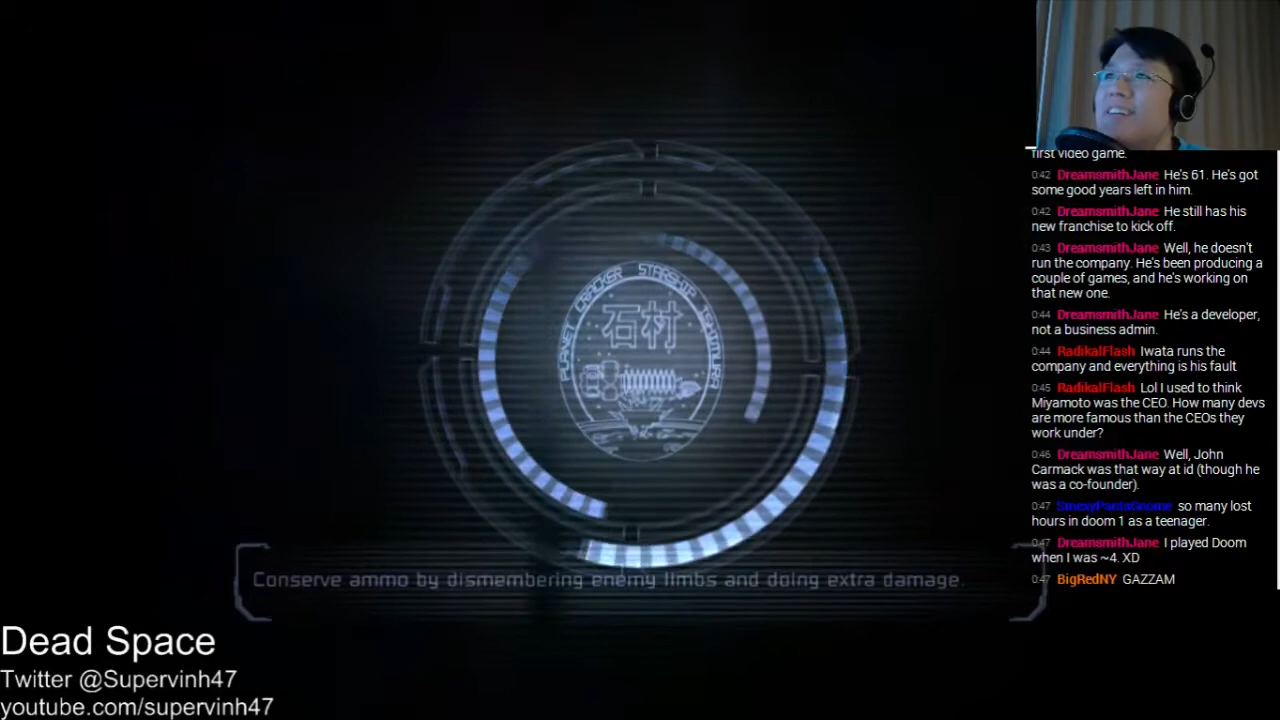 PLANET CRACKER STARSHIP ISHIMURA
石村
Conserve ammo by dismembering enemy limbs and doing extra damage.
Dead Space
Twitter @Supervinh47
youtube.com/supervinh47
first video game.
0:42 DreamsmithJane He's 61. He's got
some good years left in him.
0:42 DreamsmithJane He still has his
new franchise to kick off.
0:43 DreamsmithJane Well, he doesn't
run the company. He's been producing a
couple of games, and he's working on
that new one.
0:44 DreamsmithJane He's a developer,
not a business admin.
0:44 RadikalFlash Iwata runs the
company and everything is his fault
0:45 RadikalFlash Lol I used to think
Miyamoto was the CEO. How many devs
are more famous than the CEOs they
work under?
0:46 DreamsmithJane Well, John
Carmack was that way at id (though he
was a co-founder).
0:47 SmexyPantsGnome so many lost
hours in doom 1 as a teenager.
0:47 DreamsmithJane I played Doom
when I was ~4. XD
0:47 BigRedNY GAZZAM